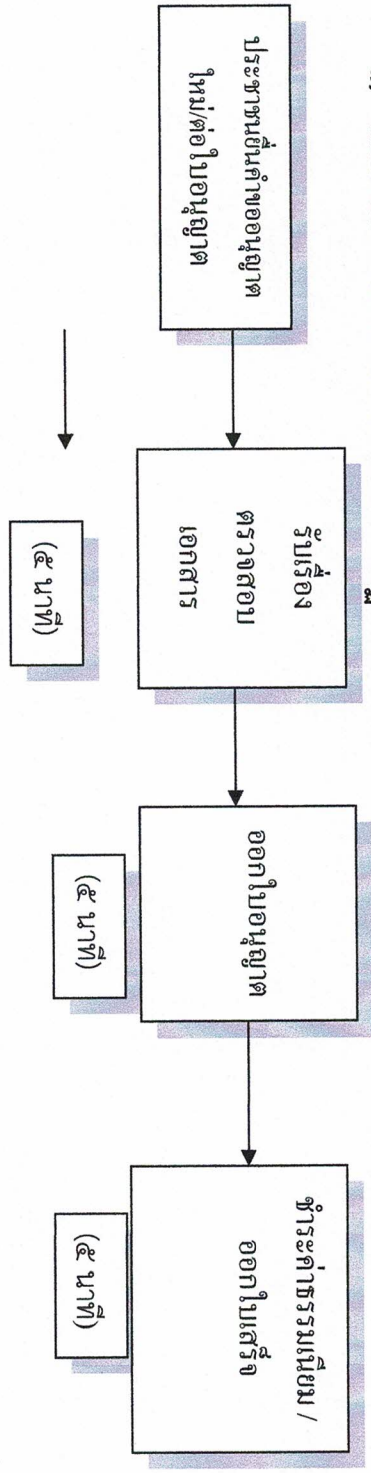 ประชาชนยื่นคำขออนุญาต
ใหม่/ต่อใบอนุญาต
รับเรื่อง
ตรวจสอบ
เอกสาร
(๕ นาที)
ออกใบอนุญาต
(๕ นาที)
ชำระค่าธรรมเนียม /
ออกใบเสร็จ
(๕ นาที)